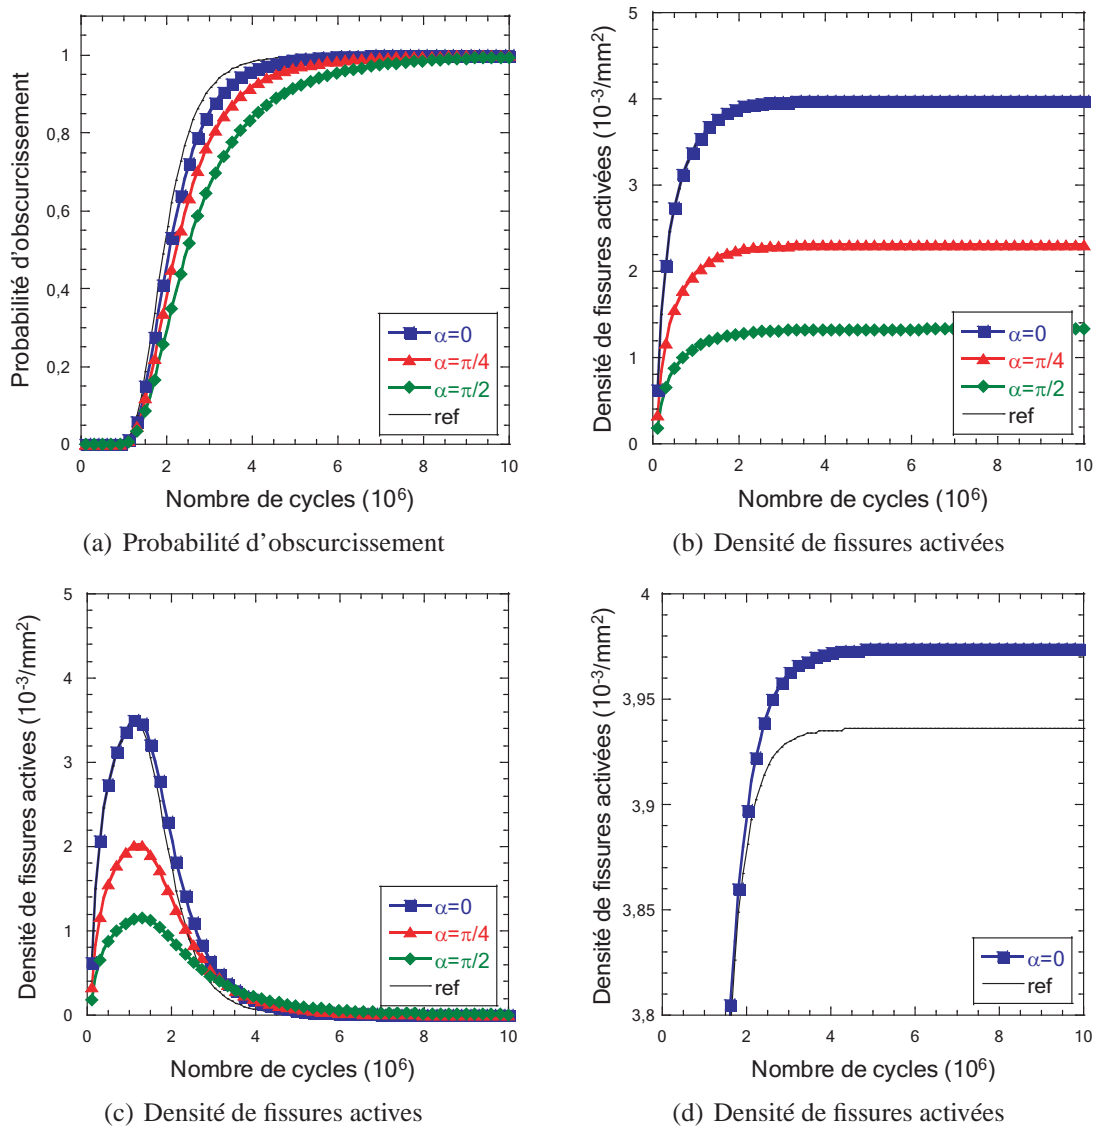 Probabilité d'obscurcissement
1
0,8
0,6
0,4
0,2
0
0 2 4 6 8 10
Nombre de cycles (10⁶)
α=0
α=π/4
α=π/2
ref
(a) Probabilité d'obscurcissement
Densité de fissures activées (10⁻³/mm²)
5
4
3
2
1
0
0 2 4 6 8 10
Nombre de cycles (10⁶)
α=0
α=π/4
α=π/2
ref
(b) Densité de fissures activées
Densité de fissures actives (10⁻³/mm²)
5
4
3
2
1
0
0 2 4 6 8 10
Nombre de cycles (10⁶)
α=0
α=π/4
α=π/2
ref
(c) Densité de fissures actives
Densité de fissures activées (10⁻³/mm²)
4
3,95
3,9
3,85
3,8
0 2 4 6 8 10
Nombre de cycles (10⁶)
α=0
ref
(d) Densité de fissures activées